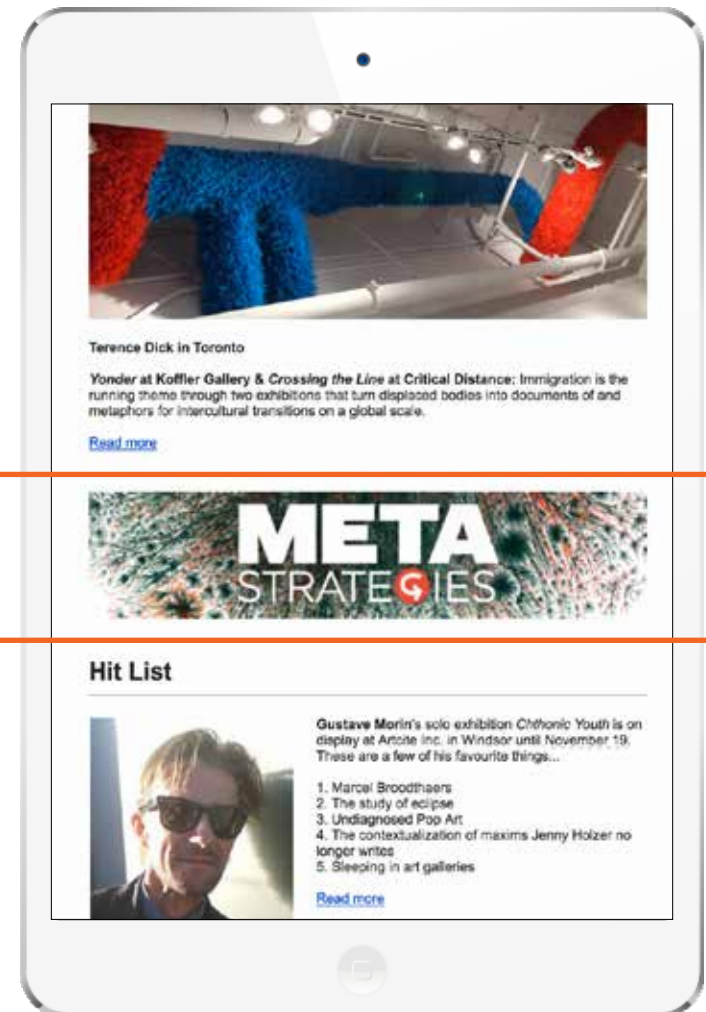 Terence Dick in Toronto
Yonder at Koffler Gallery & Crossing the Line at Critical Distance: Immigration is the
running theme through two exhibitions that turn displaced bodies into documents of and
metaphors for intercultural transitions on a global scale.
Read more
META
STRATEGIES
Hit List
Gustave Morin's solo exhibition Chthonic Youth is on
display at Artcite Inc. in Windsor until November 19.
These are a few of his favourite things...
1. Marcel Broodthaers
2. The study of eclipse
3. Undiagnosed Pop Art
4. The contextualization of maxims Jenny Holzer no
longer writes
5. Sleeping in art galleries
Read more